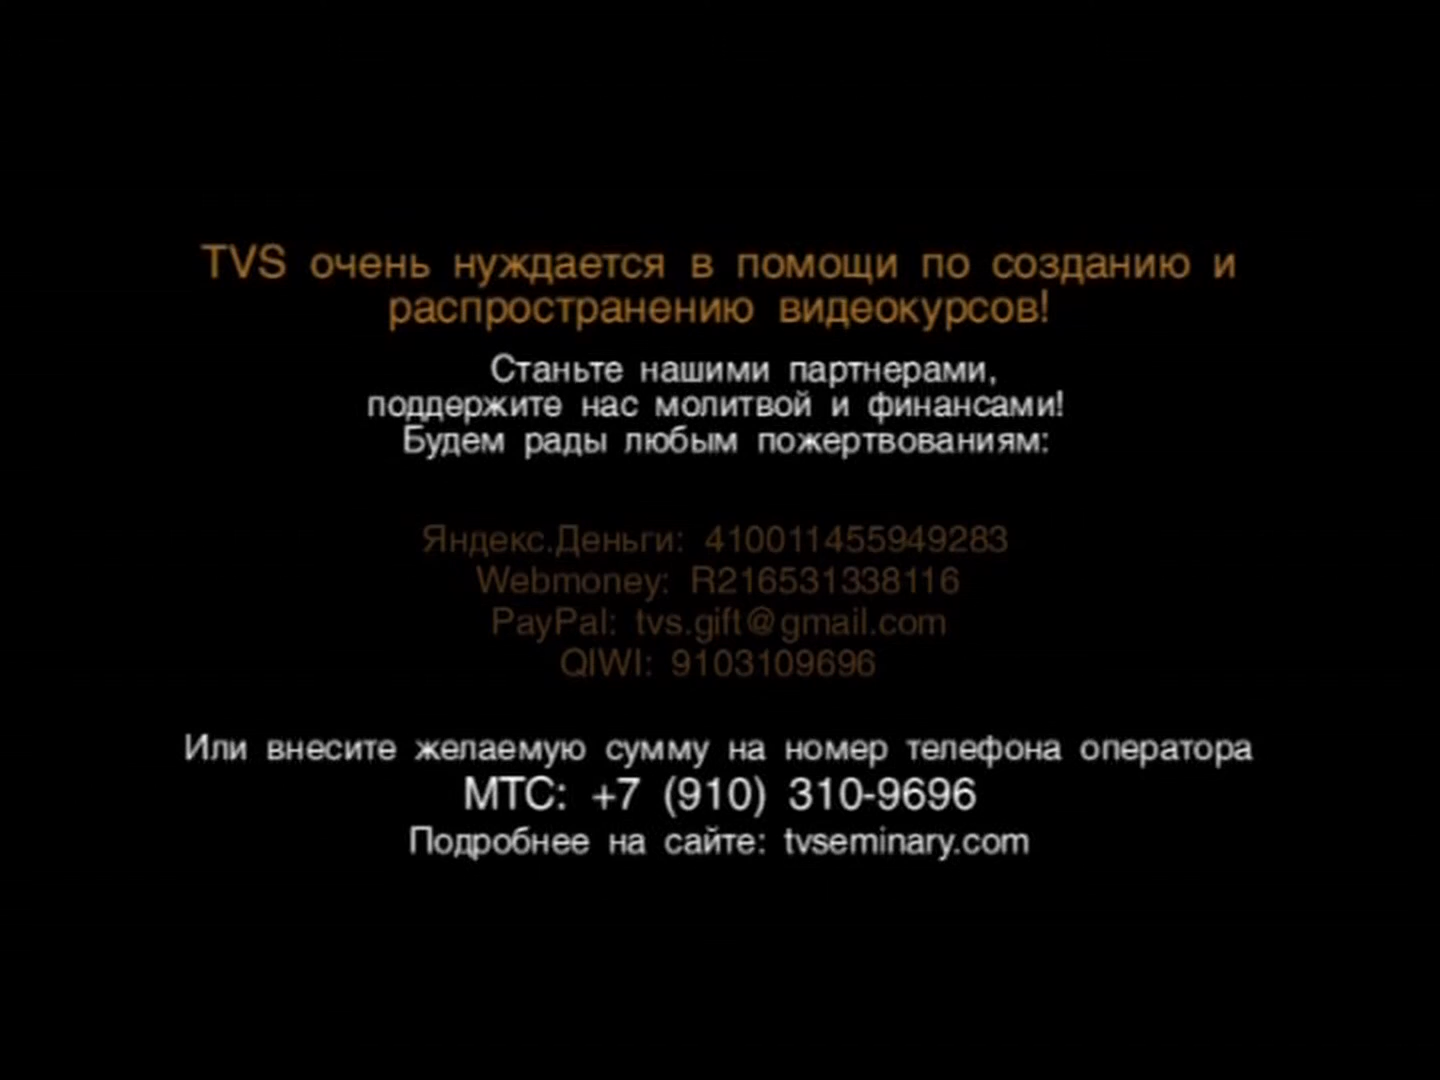 TVS очень нуждается в помощи по созданию и
распространению видеокурсов!
Станьте нашими партнерами,
поддержите нас молитвой и финансами!
Будем рады любым пожертвованиям:
Яндекс.Деньги: 410011455949283
Webmoney: R216531338116
PayPal: tvs.gift@gmail.com
QIWI: 9103109696
Или внесите желаемую сумму на номер телефона оператора
МТС: +7 (910) 310-9696
Подробнее на сайте: tvseminary.com